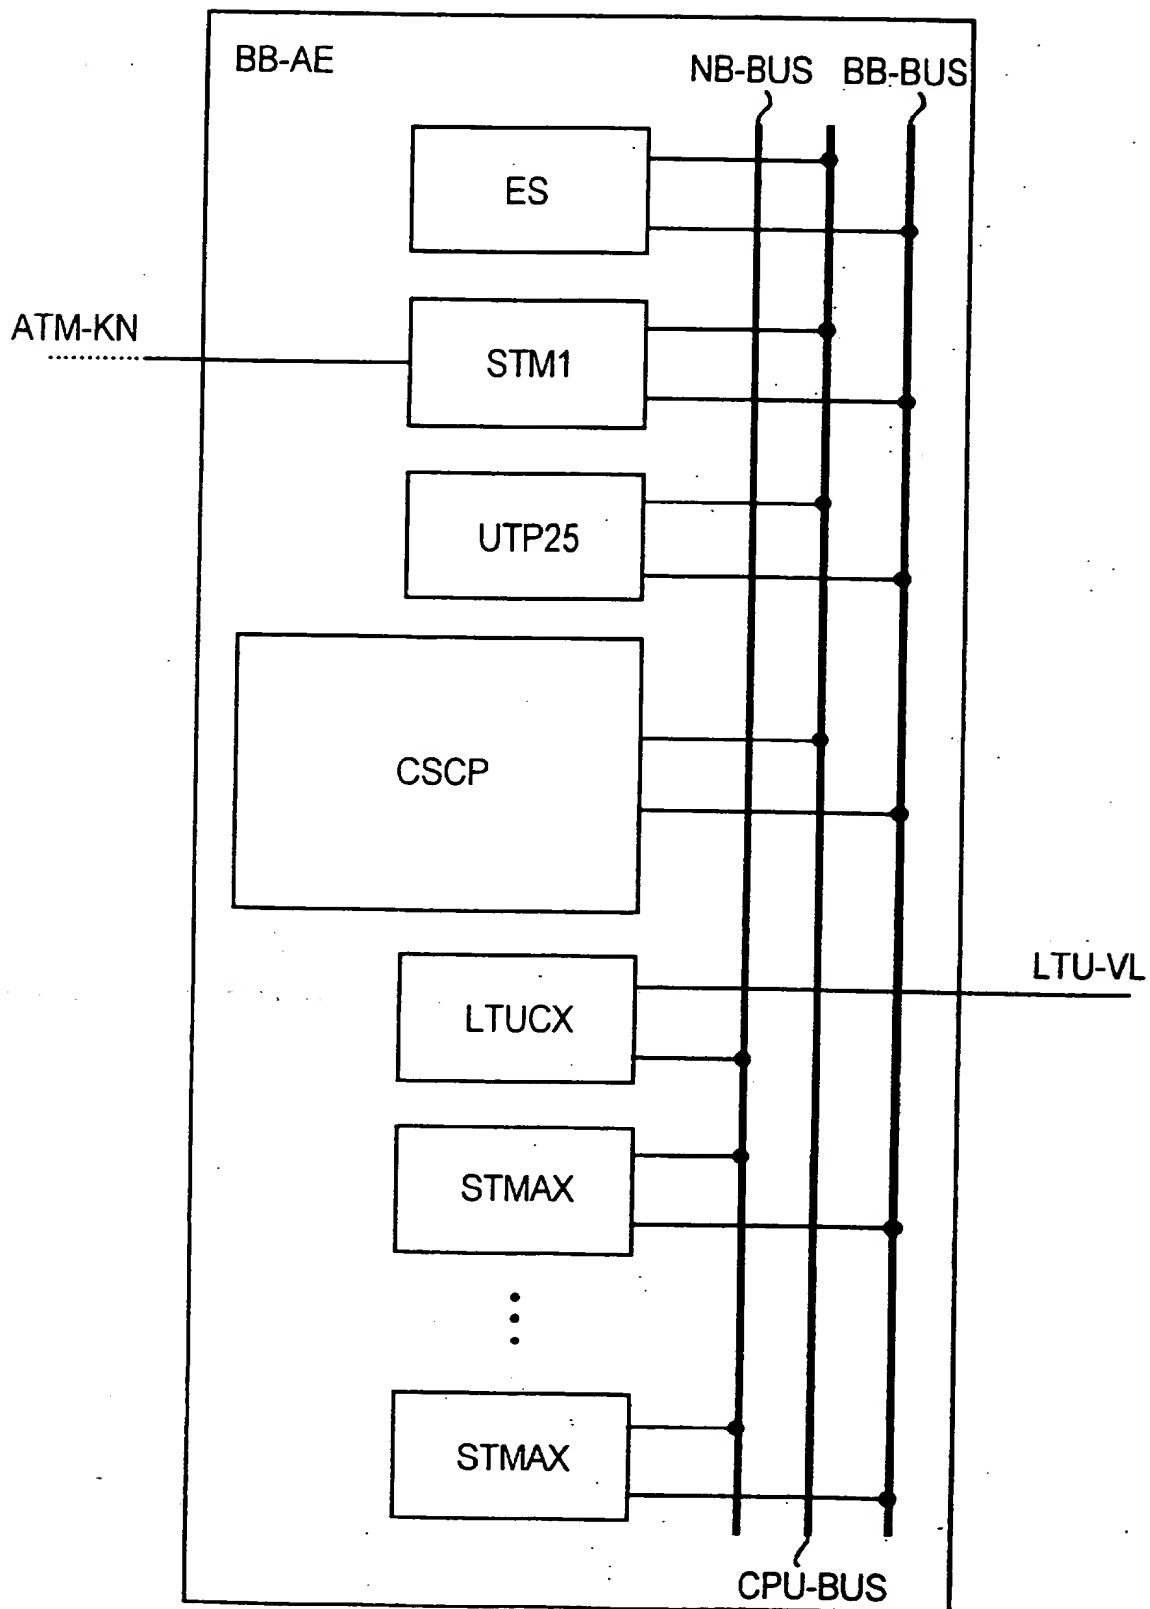 BB-AE
NB-BUS
BB-BUS
ES
ATM-KN
STM1
UTP25
CSCP
LTU-VL
LTUCX
STMAX
STMAX
CPU-BUS